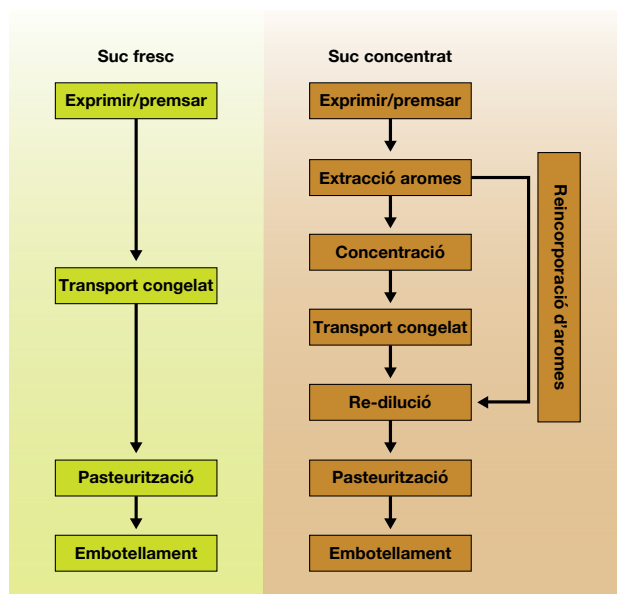 Suc fresc
Exprimir/premsar
Transport congelat
Pasteurització
Embotellament
Suc concentrat
Exprimir/premsar
Extracció aromes
Concentració
Transport congelat
Re-dilució
Pasteurització
Embotellament
Reincorporació d'aromes